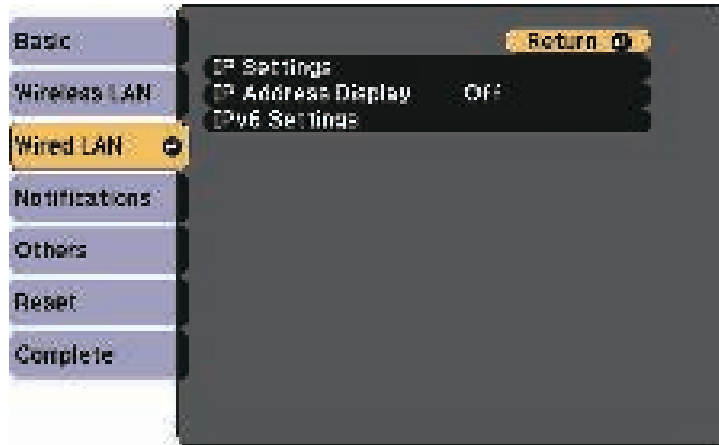 Basic
Wireless LAN
Wired LAN
Notifications
Others
Reset
Complete
Return
IP Settings
IP Address Display Off
IPv6 Settings